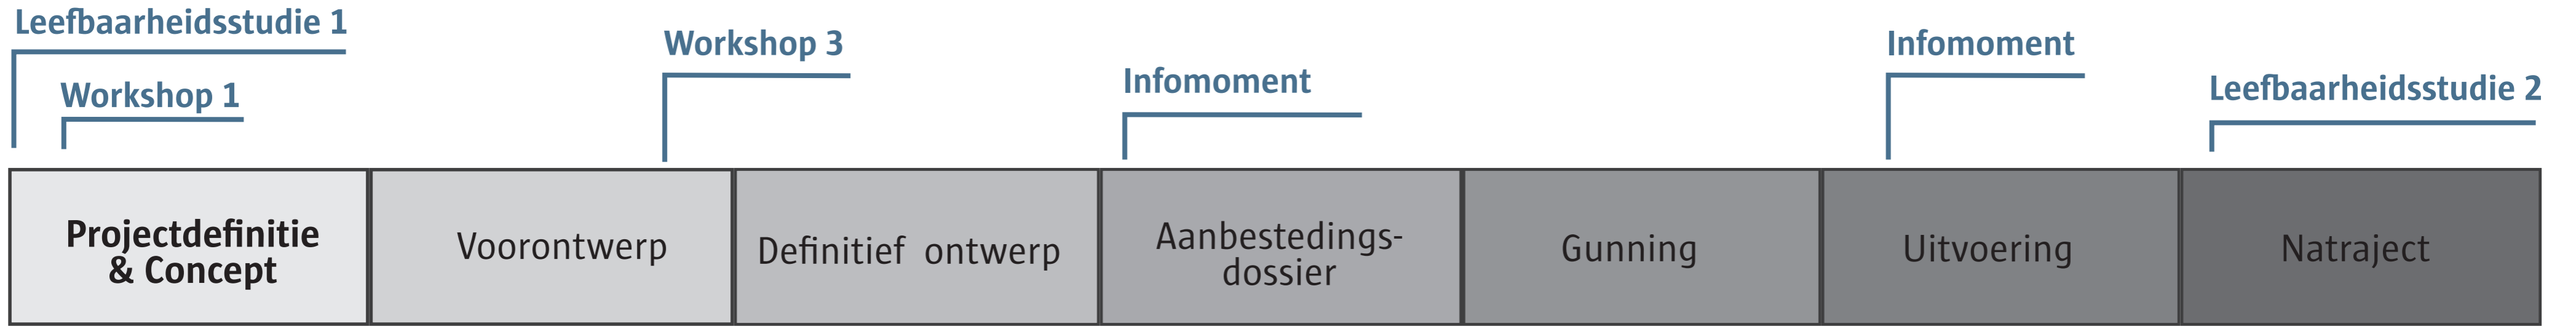 Leefbaarheidsstudie 1
Workshop 1
Workshop 3
Infomoment
Infomoment
Leefbaarheidsstudie 2
Projectdefinitie
& Concept
Voorontwerp
Definitief ontwerp
Aanbestedings-
dossier
Gunning
Uitvoering
Natraject